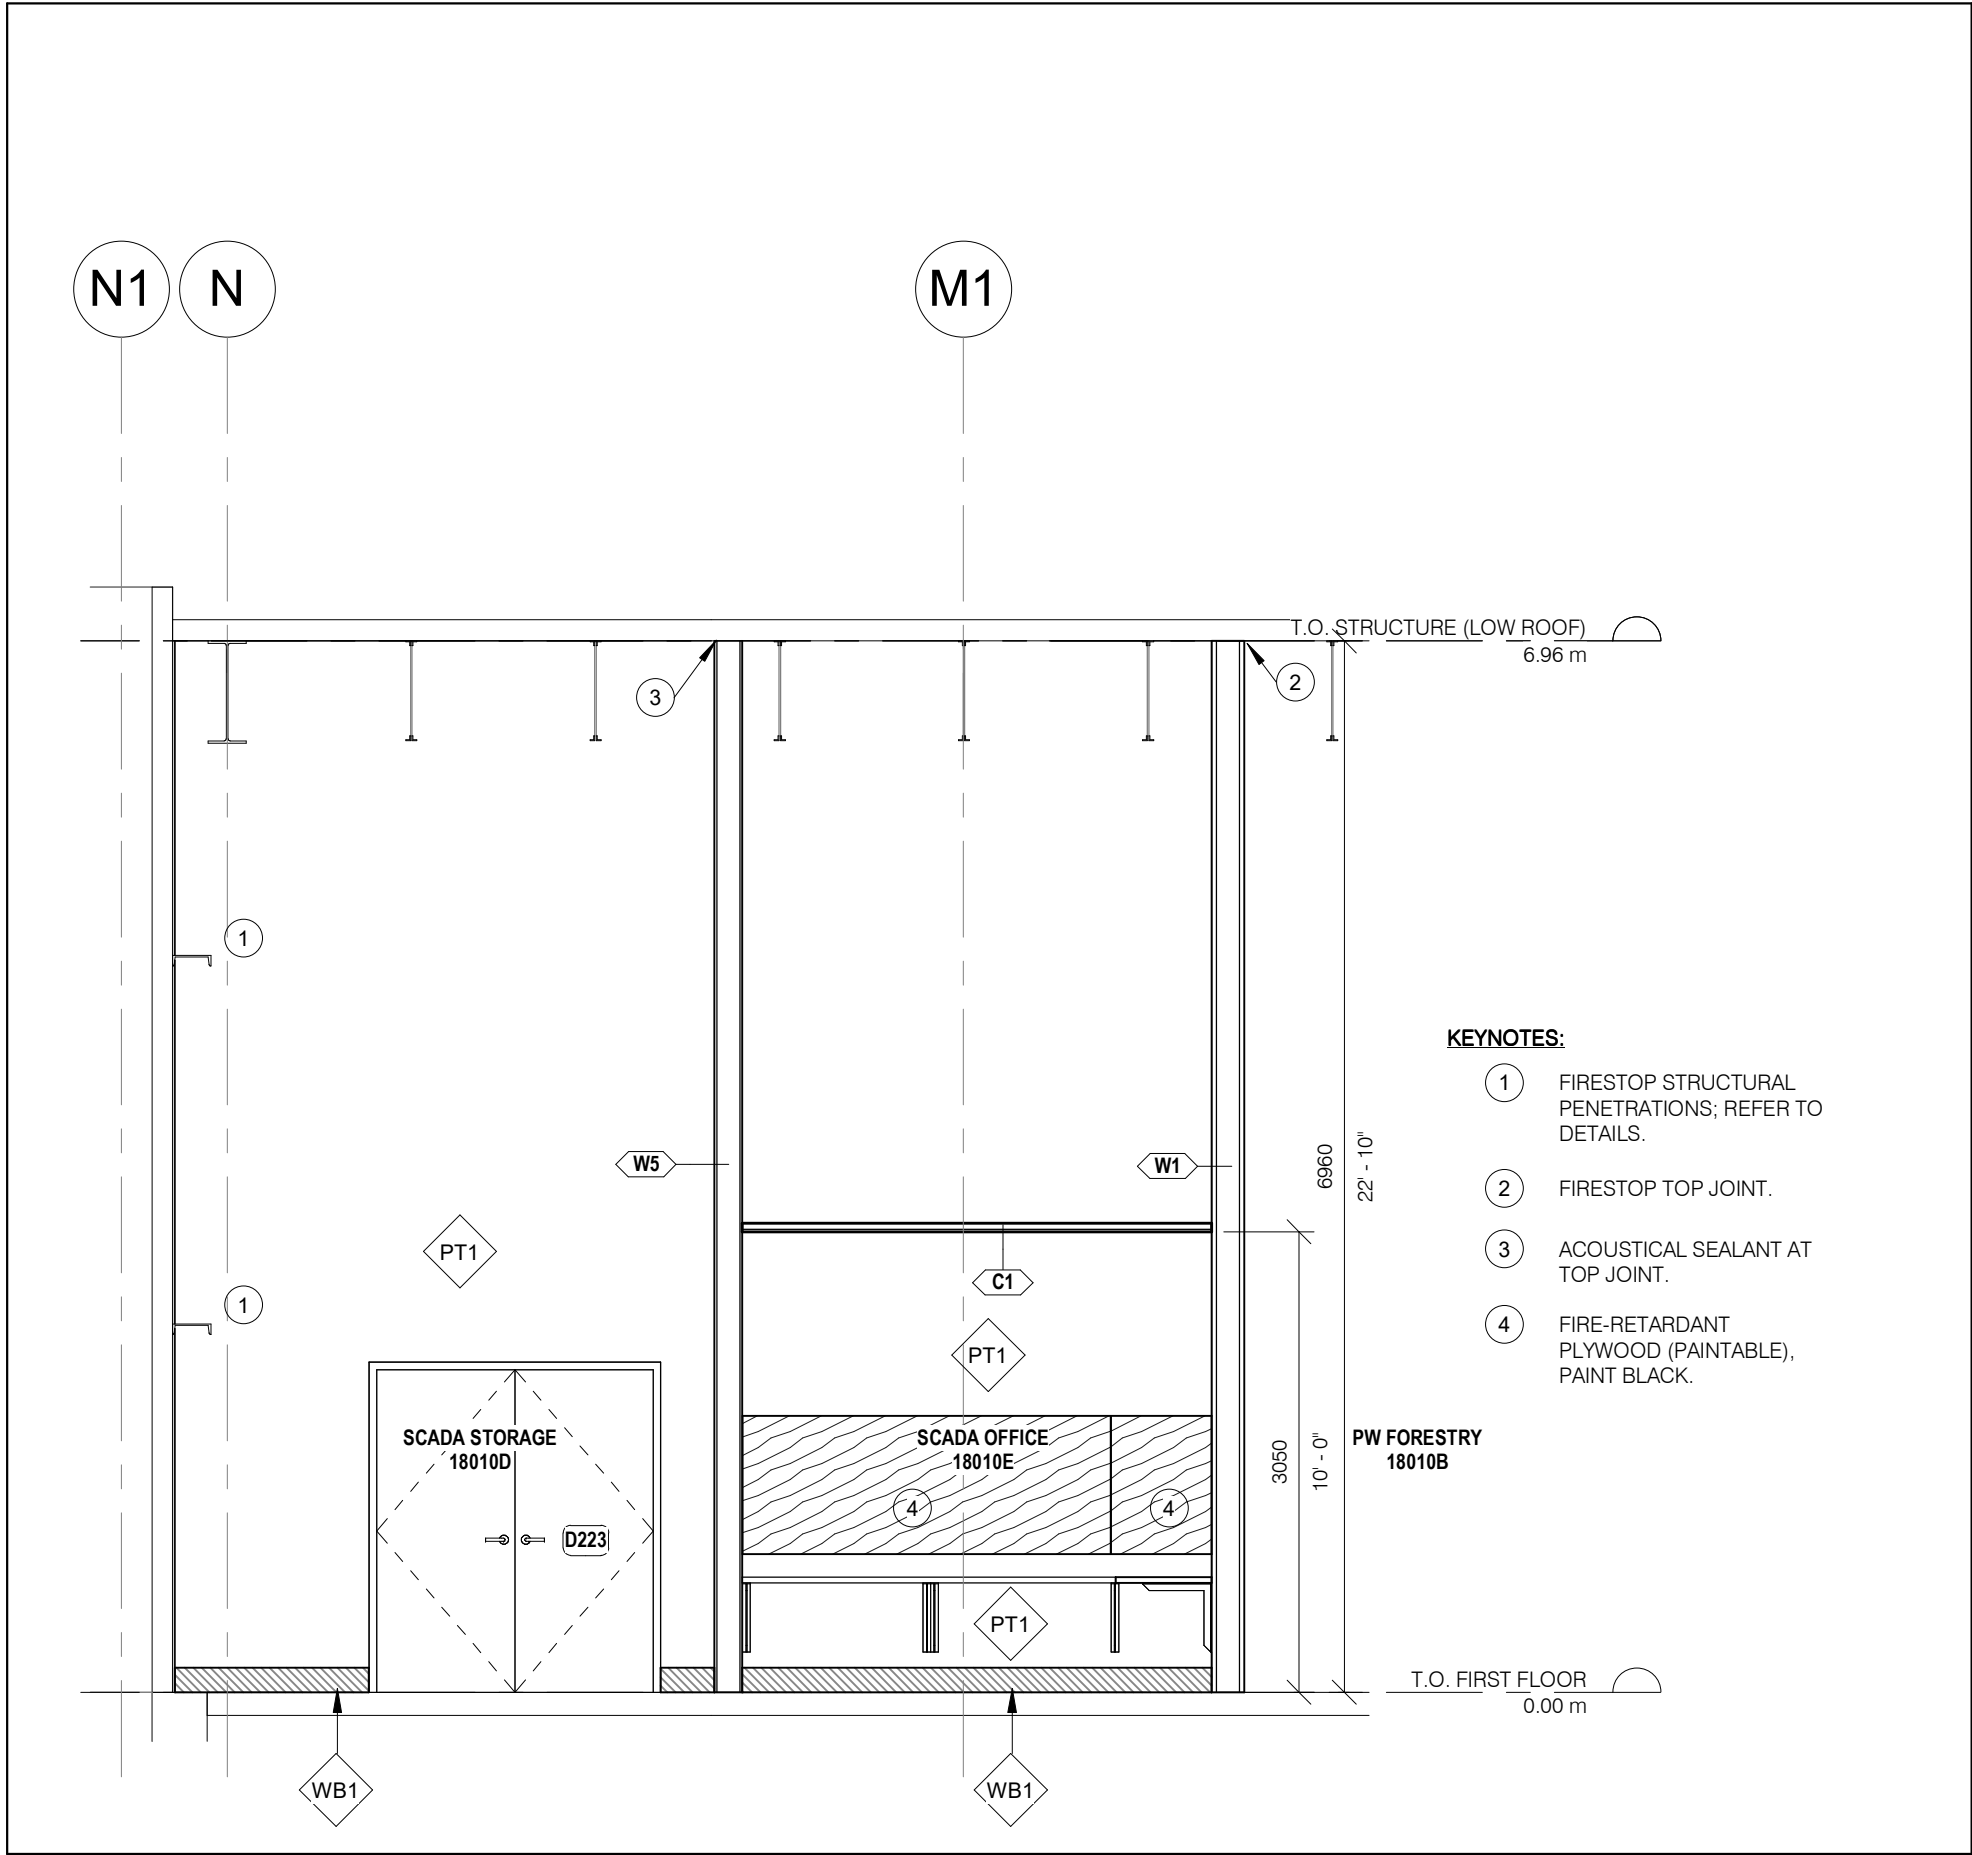 N1
N
M1
T.O. STRUCTURE (LOW ROOF)
6.96 m
3
2
1
KEYNOTES:
1 FIRESTOP STRUCTURAL
PENETRATIONS; REFER TO
DETAILS.
2 FIRESTOP TOP JOINT.
3 ACOUSTICAL SEALANT AT
TOP JOINT.
4 FIRE-RETARDANT
PLYWOOD (PAINTABLE),
PAINT BLACK.
W5
W1
6960
22' - 10"
PT1
C1
1
PT1
SCADA STORAGE
18010D
SCADA OFFICE
18010E
3050
10' - 0"
PW FORESTRY
18010B
4
4
D223
PT1
T.O. FIRST FLOOR
0.00 m
WB1
WB1